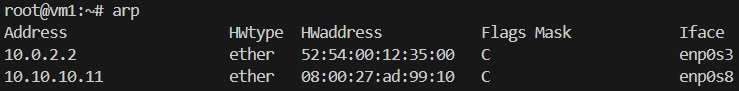 root@vm1:~# arp
Address                  HWtype  HWaddress           Flags Mask            Iface
10.0.2.2                 ether   52:54:00:12:35:00   C                     enp0s3
10.10.10.11              ether   08:00:27:ad:99:10   C                     enp0s8